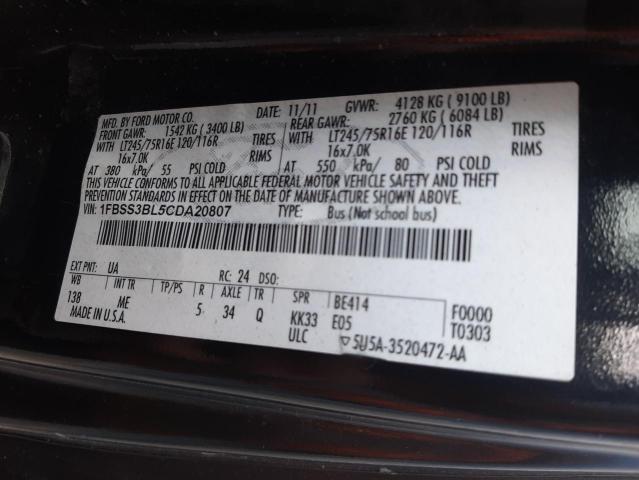 MFD. BY FORD MOTOR CO. DATE: 11/11 GVWR: 4128 KG ( 9100 LB)
FRONT GAWR: 1542 KG ( 3400 LB) REAR GAWR: 2760 KG ( 6084 LB)
WITH LT245/75R16E 120/116R TIRES WITH LT245/75R16E 120/116R TIRES
16x7.0K RIMS 16x7.0K RIMS
AT 380 kPa/ 55 PSI COLD AT 550 kPa/ 80 PSI COLD
THIS VEHICLE CONFORMS TO ALL APPLICABLE FEDERAL MOTOR VEHICLE SAFETY AND THEFT
PREVENTION STANDARDS IN EFFECT ON THE DATE OF MANUFACTURE SHOWN ABOVE.
VIN: 1FBSS3BL5CDA20807 TYPE: Bus (Not school bus)
EXT PNT: UA RC: 24 DSO:
WB INT TR TP/PS R AXLE TR SPR BE414 F0000
138 ME 5 34 Q KK33 E05 T0303
MADE IN U.S.A. ULC ▽5U5A-3520472-AA